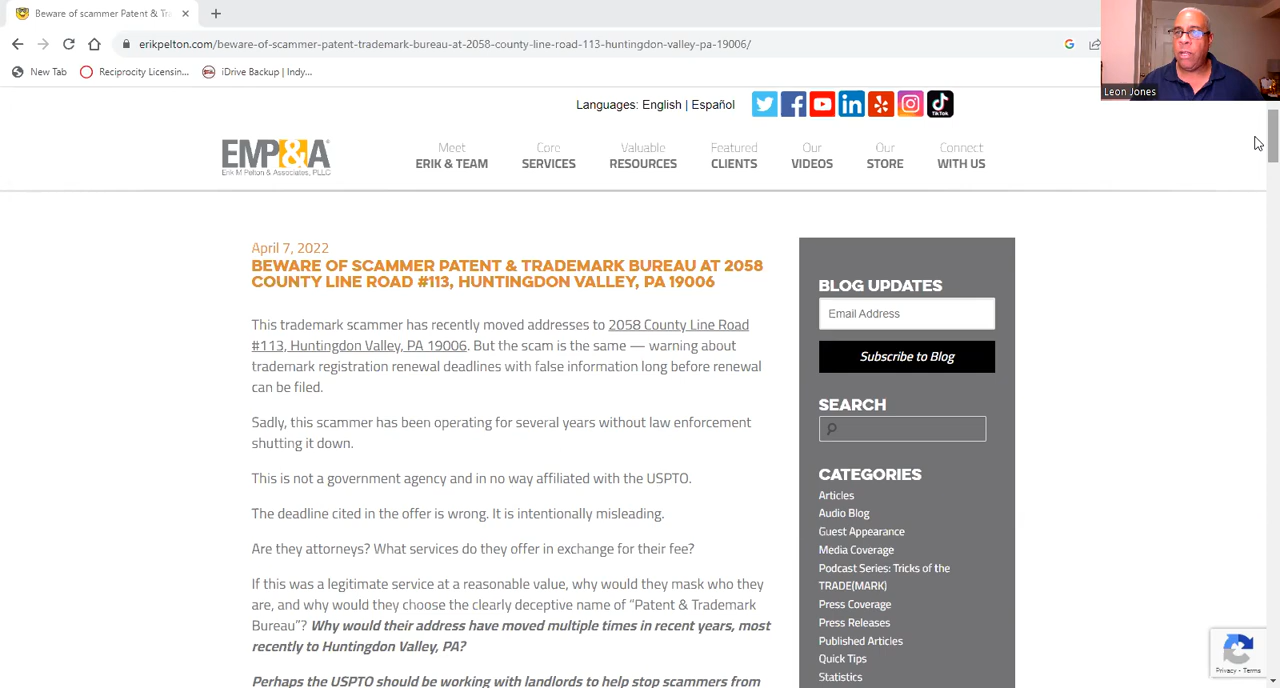 Beware of scammer Patent & Tra
erikpelton.com/beware-of-scammer-patent-trademark-bureau-at-2058-county-line-road-113-huntingdon-valley-pa-19006/
New Tab
Reciprocity Licensin...
iDrive Backup | Indy...
Leon Jones
Languages: English | Español
TikTok
EMP&A
Erik M Pelton & Associates, PLLC
Meet
ERIK & TEAM
Core
SERVICES
Valuable
RESOURCES
Featured
CLIENTS
Our
VIDEOS
Our
STORE
Connect
WITH US
April 7, 2022
BEWARE OF SCAMMER PATENT & TRADEMARK BUREAU AT 2058
COUNTY LINE ROAD #113, HUNTINGDON VALLEY, PA 19006
This trademark scammer has recently moved addresses to 2058 County Line Road
#113, Huntingdon Valley, PA 19006. But the scam is the same — warning about
trademark registration renewal deadlines with false information long before renewal
can be filed.
Sadly, this scammer has been operating for several years without law enforcement
shutting it down.
This is not a government agency and in no way affiliated with the USPTO.
The deadline cited in the offer is wrong. It is intentionally misleading.
Are they attorneys? What services do they offer in exchange for their fee?
If this was a legitimate service at a reasonable value, why would they mask who they
are, and why would they choose the clearly deceptive name of “Patent & Trademark
Bureau”? Why would their address have moved multiple times in recent years, most
recently to Huntingdon Valley, PA?
Perhaps the USPTO should be working with landlords to help stop scammers from
BLOG UPDATES
Email Address
Subscribe to Blog
SEARCH
CATEGORIES
Articles
Audio Blog
Guest Appearance
Media Coverage
Podcast Series: Tricks of the
TRADE(MARK)
Press Coverage
Press Releases
Published Articles
Quick Tips
Statistics
Privacy - Terms